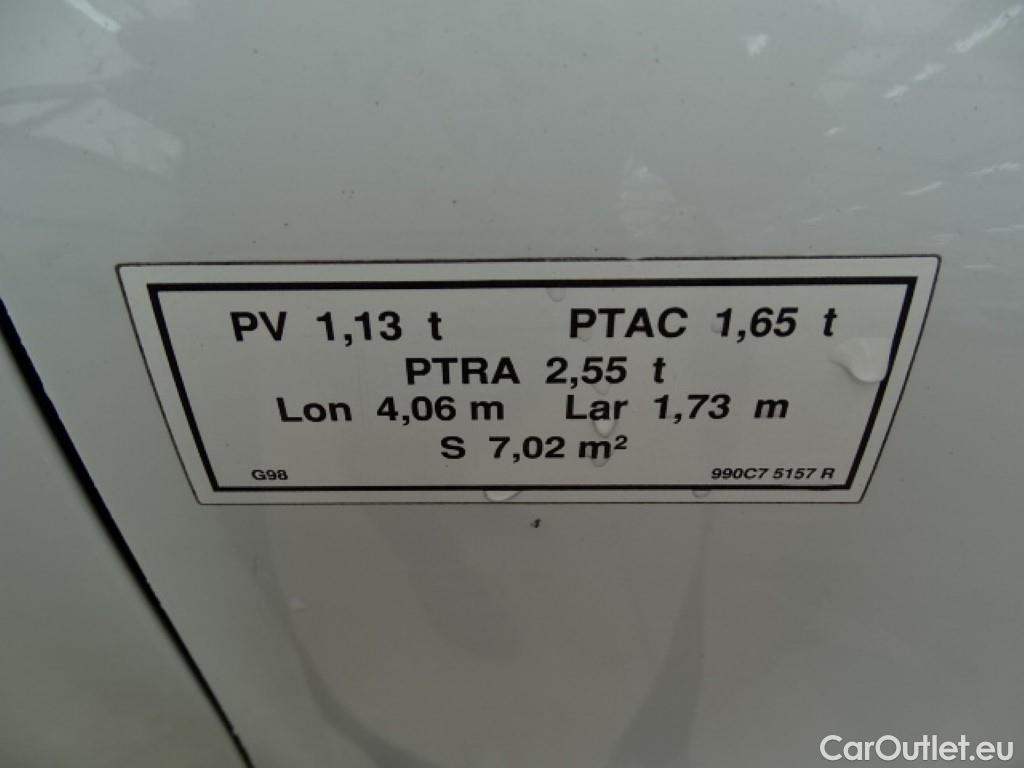 PV 1,13 t PTAC 1,65 t
PTRA 2,55 t
Lon 4,06 m Lar 1,73 m
S 7,02 m²
G98 990C7 5157 R
4
CarOutlet.eu